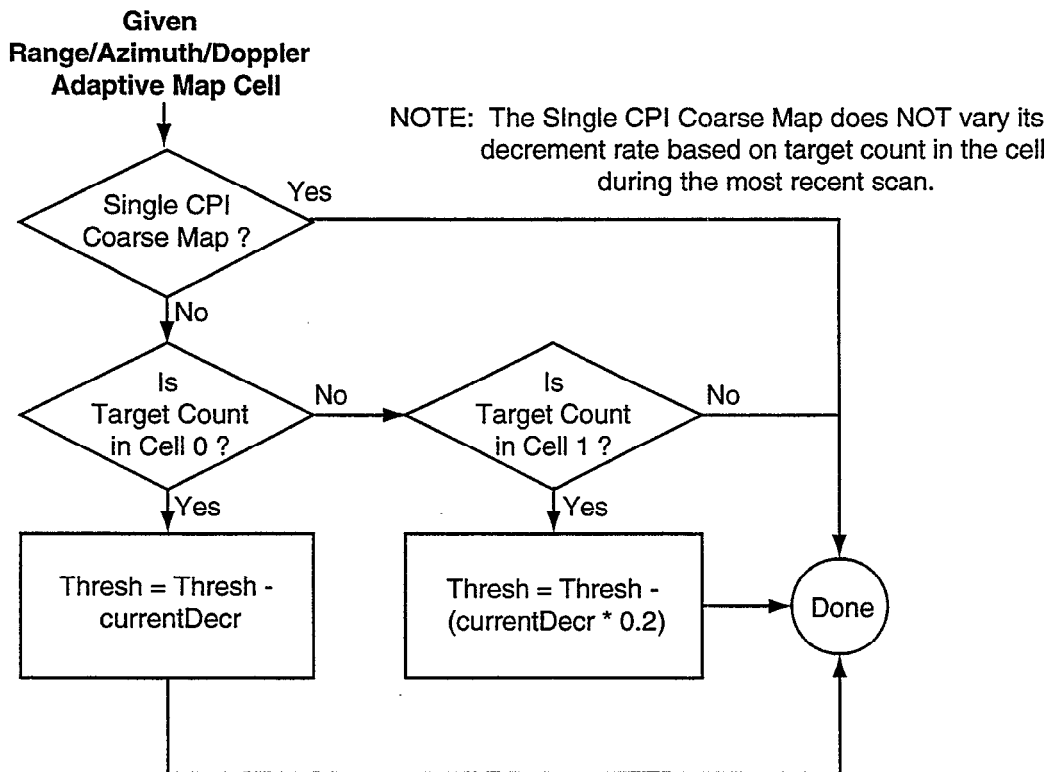 Given
Range/Azimuth/Doppler
Adaptive Map Cell
NOTE: The SIngle CPI Coarse Map does NOT vary its
decrement rate based on target count in the cell
during the most recent scan.
Single CPI
Coarse Map ?
Yes
No
Is
Target Count
in Cell 0 ?
No
Is
Target Count
in Cell 1 ?
No
Yes
Yes
Thresh = Thresh -
currentDecr
Thresh = Thresh -
(currentDecr * 0.2)
Done